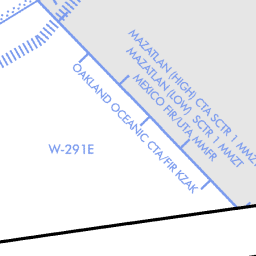 MAZATLAN (HIGH) CTA SCTR 1 MMZ
MAZATLAN (LOW) SCTR 1 MMZT
MEXICO FIR/UTA MMFR
OAKLAND OCEANIC CTA/FIR KZAK
W-291E